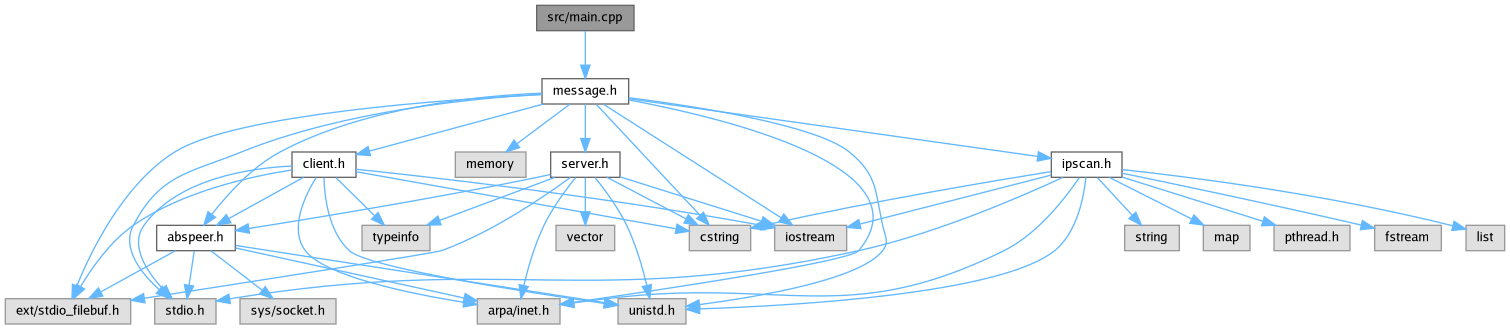 src/main.cpp
message.h
client.h
memory
server.h
ipscan.h
abspeer.h
typeinfo
vector
cstring
iostream
string
map
pthread.h
fstream
list
ext/stdio_filebuf.h
stdio.h
sys/socket.h
arpa/inet.h
unistd.h